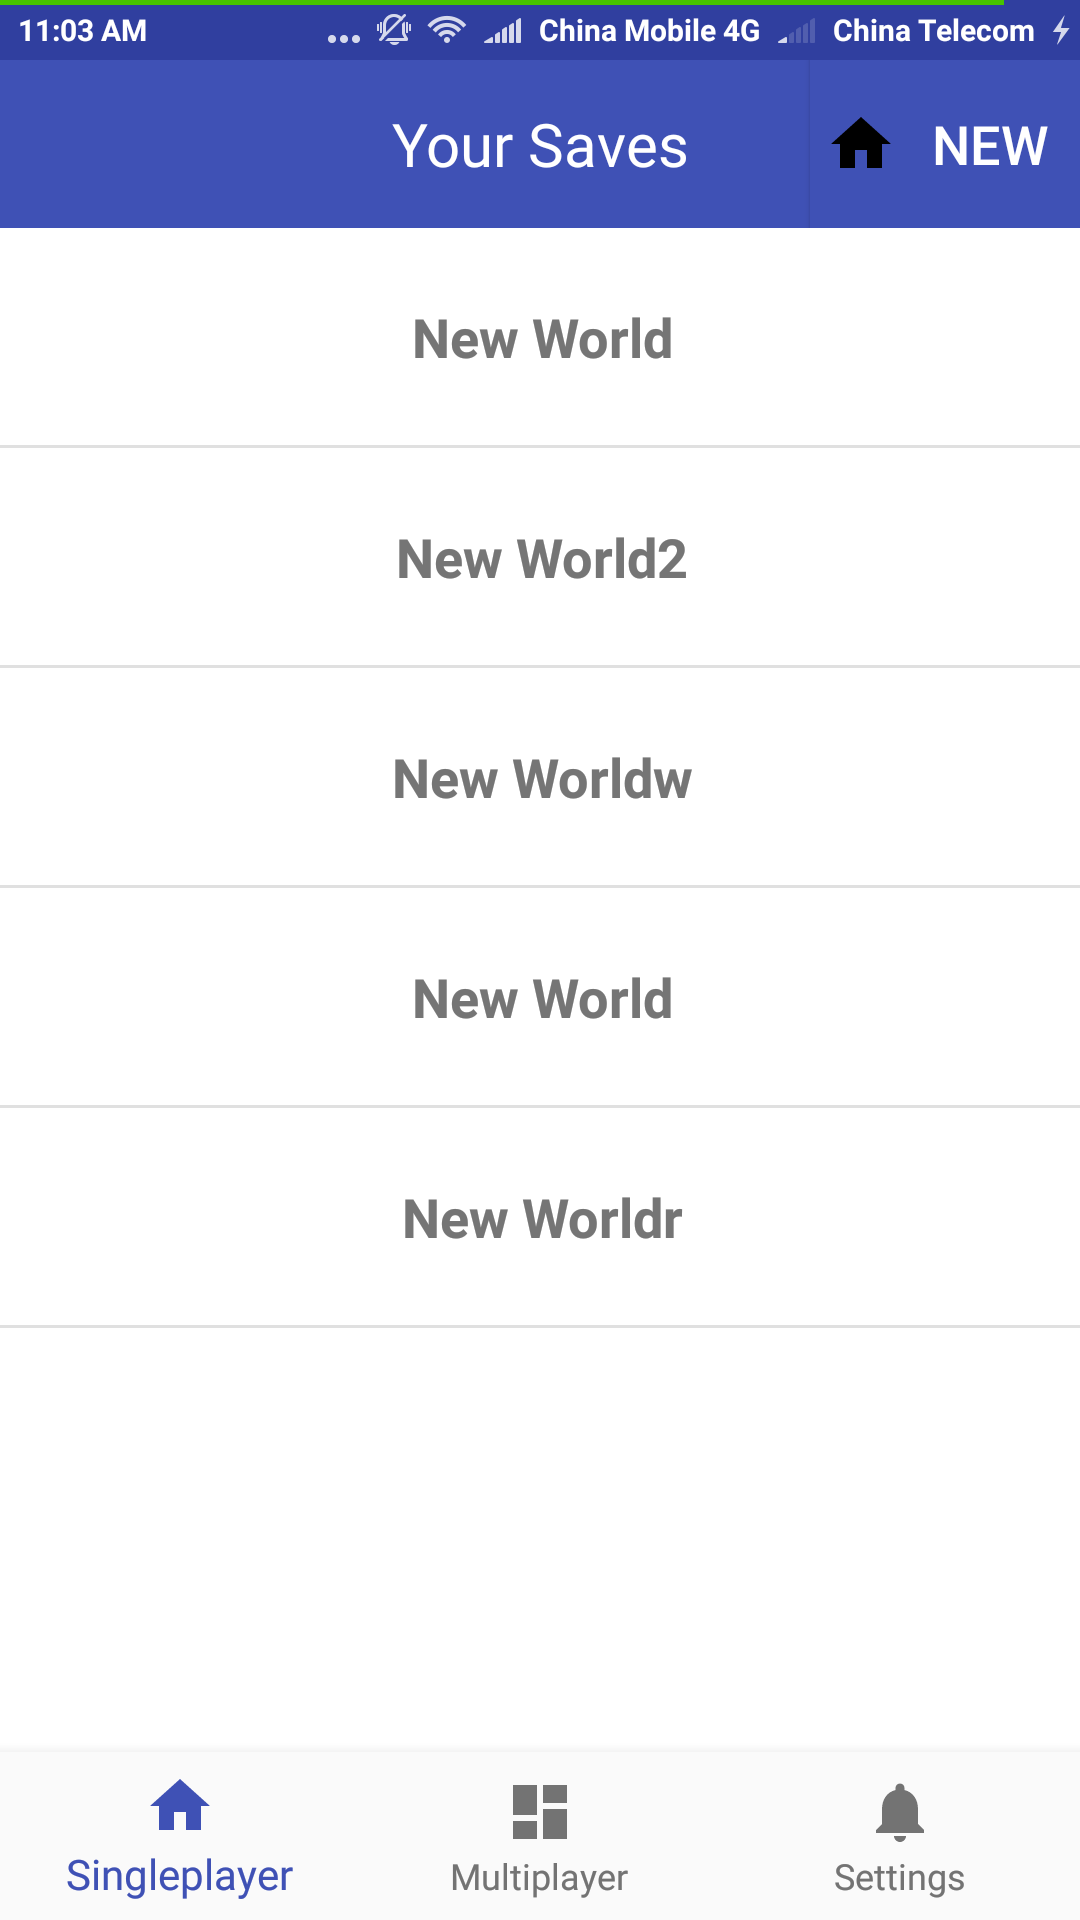 11:03 AM ... China Mobile 4G China Telecom
Your Saves NEW
New World
New World2
New Worldw
New World
New Worldr
Singleplayer Multiplayer Settings